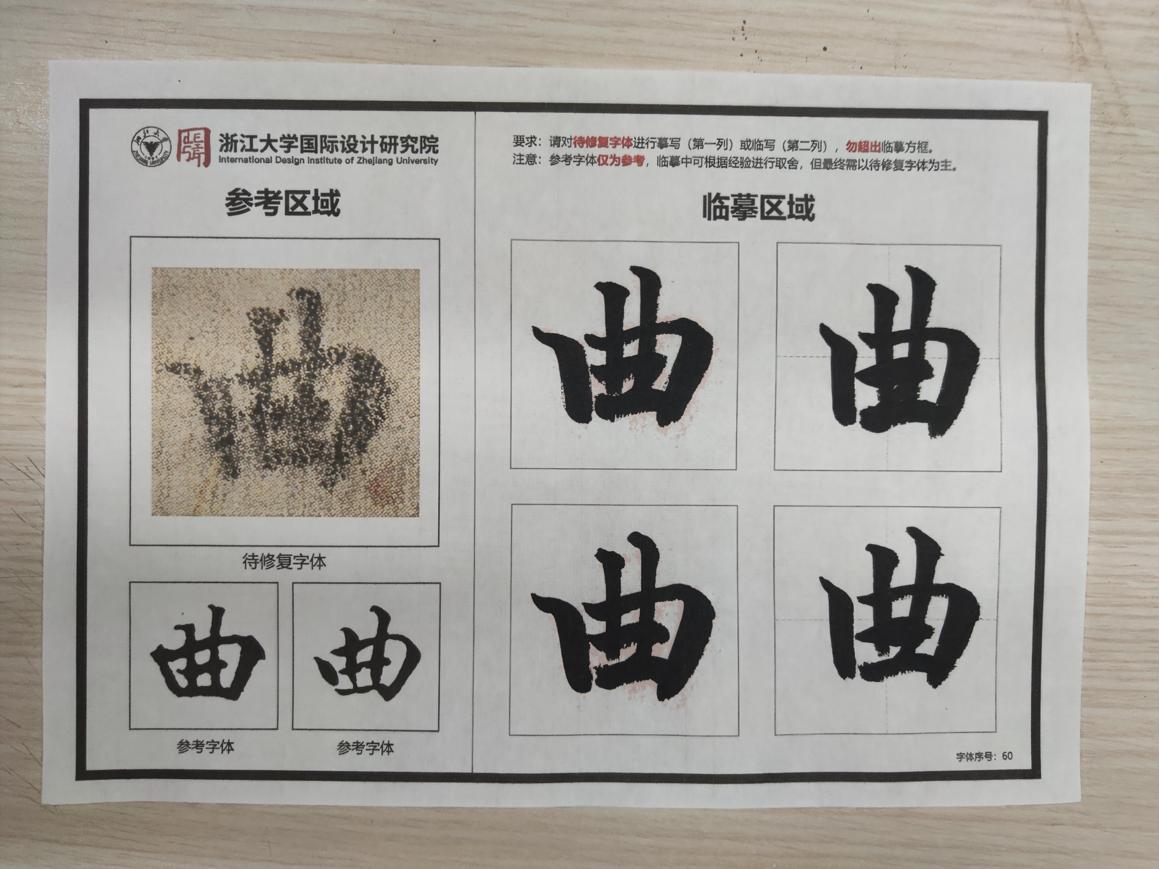 浙江大学国际设计研究院
International Design Institute of Zhejiang University
参考区域
曲
待修复字体
曲 曲
参考字体 参考字体
要求：请对待修复字体进行摹写（第一列）或临写（第二列），勿超出临摹方框。
注意：参考字体仅为参考，临摹中可根据经验进行取舍，但最终需以待修复字体为主。
临摹区域
曲 曲
曲 曲
字体序号：60